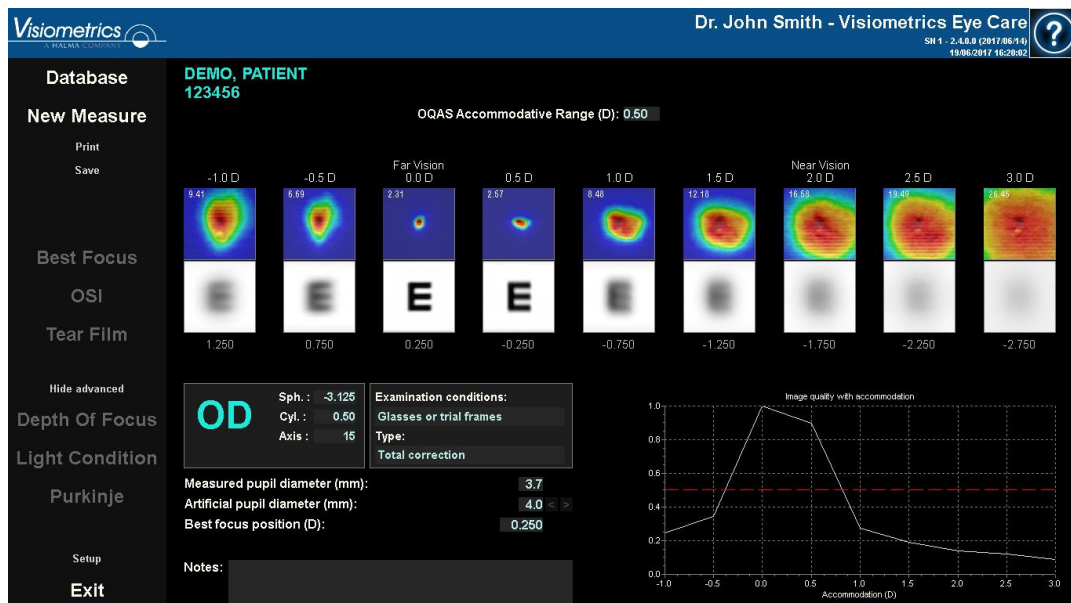 Visiometrics
A HALMA COMPANY
Dr. John Smith - Visiometrics Eye Care
SN 1 - 2.4.0.0 (2017/06/14)
19/06/2017 16:20:02
?
Database
New Measure
Print
Save
Best Focus
OSI
Tear Film
Hide advanced
Depth Of Focus
Light Condition
Purkinje
Setup
Exit
DEMO, PATIENT
123456
OQAS Accommodative Range (D): 0.50
Far Vision Near Vision
-1.0 D -0.5 D 0.0 D 0.5 D 1.0 D 1.5 D 2.0 D 2.5 D 3.0 D
9.41 6.69 2.31 2.57 8.48 12.18 16.58 19.49 26.45
E E E E E E
1.250 0.750 0.250 -0.250 -0.750 -1.250 -1.750 -2.250 -2.750
OD
Sph. : -3.125
Cyl. : 0.50
Axis : 15
Examination conditions:
Glasses or trial frames
Type:
Total correction
Measured pupil diameter (mm): 3.7
Artificial pupil diameter (mm): 4.0 < >
Best focus position (D): 0.250
Notes:
Image quality with accommodation
1.0
0.8
0.6
0.4
0.2
0.0
-1.0 -0.5 0.0 0.5 1.0 1.5 2.0 2.5 3.0
Accommodation (D)